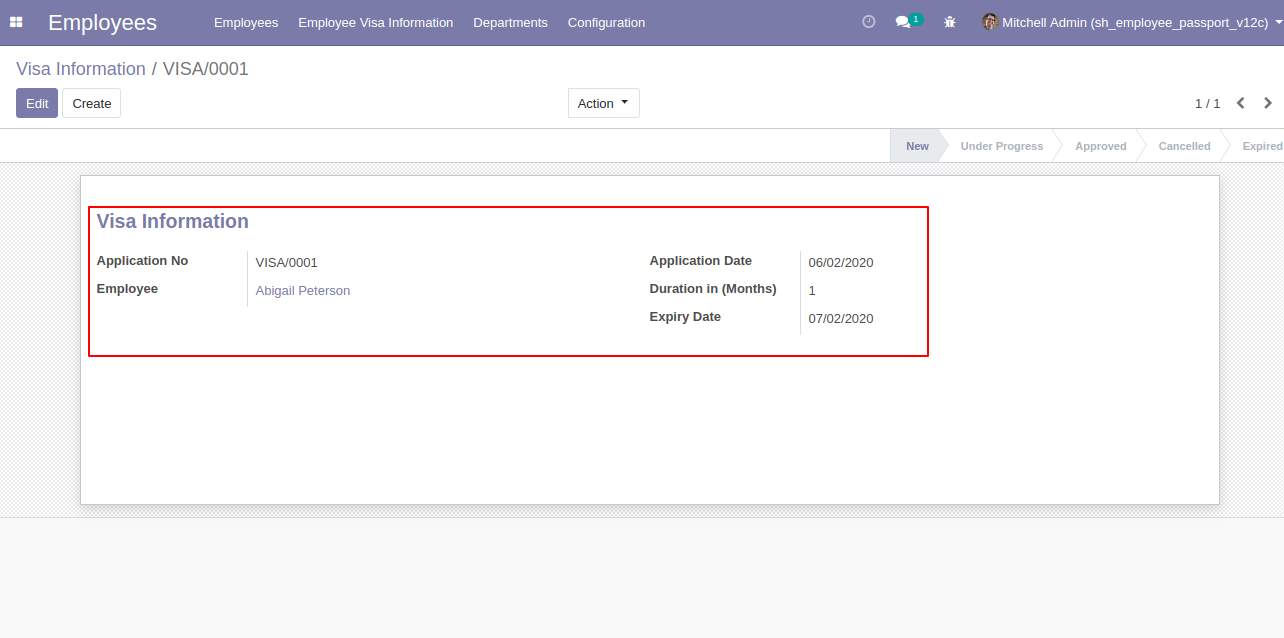 Employees Employees Employee Visa Information Departments Configuration 1 Mitchell Admin (sh_employee_passport_v12c)
Visa Information / VISA/0001
Edit Create Action 1 / 1
New Under Progress Approved Cancelled Expired
Visa Information
Application No VISA/0001 Application Date 06/02/2020
Employee Abigail Peterson Duration in (Months) 1
Expiry Date 07/02/2020